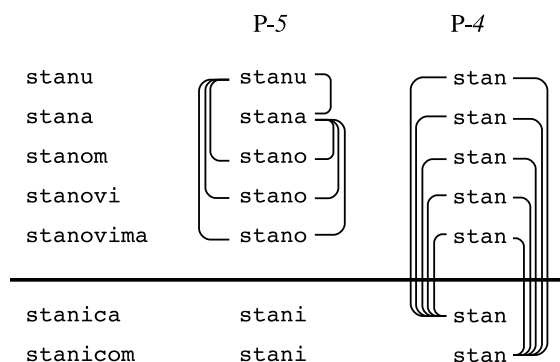 P-5 P-4
stanu stanu stan
stana stana stan
stanom stano stan
stanovi stano stan
stanovima stano stan
stanica stani stan
stanicom stani stan